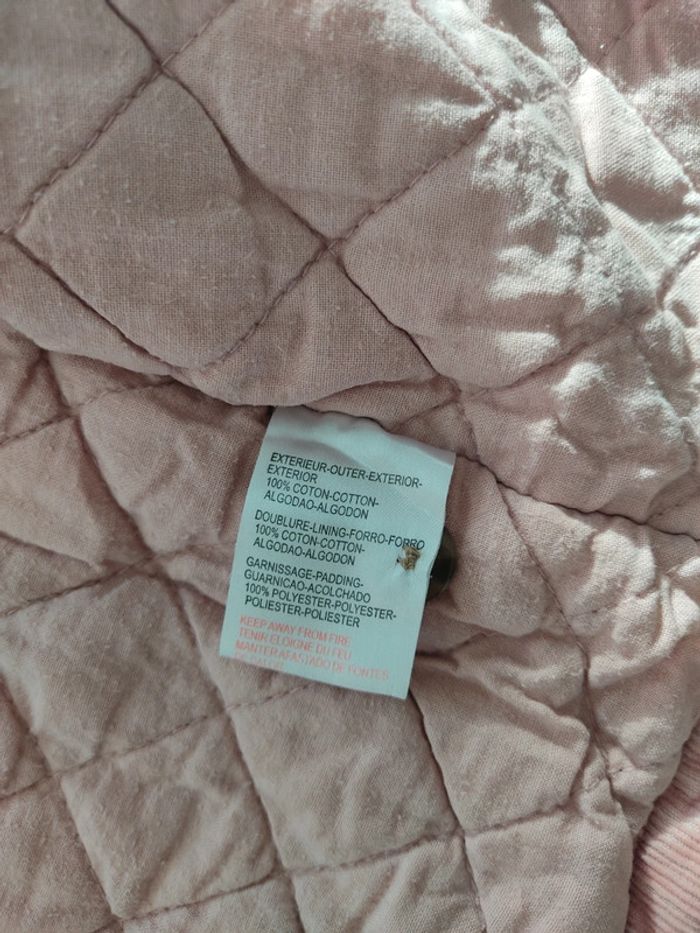 EXTERIEUR-OUTER-EXTERIOR-
EXTERIOR
100% COTON-COTTON-
ALGODAO-ALGODON
DOUBLURE-LINING-FORRO-FORRO
100% COTON-COTTON-
ALGODAO-ALGODON
GARNISSAGE-PADDING-
GUARNICAO-ACOLCHADO
100% POLYESTER-POLYESTER-
POLIESTER-POLIESTER
KEEP AWAY FROM FIRE
TENIR ELOIGNE DU FEU
MANTER AFASTADO DE FONTES